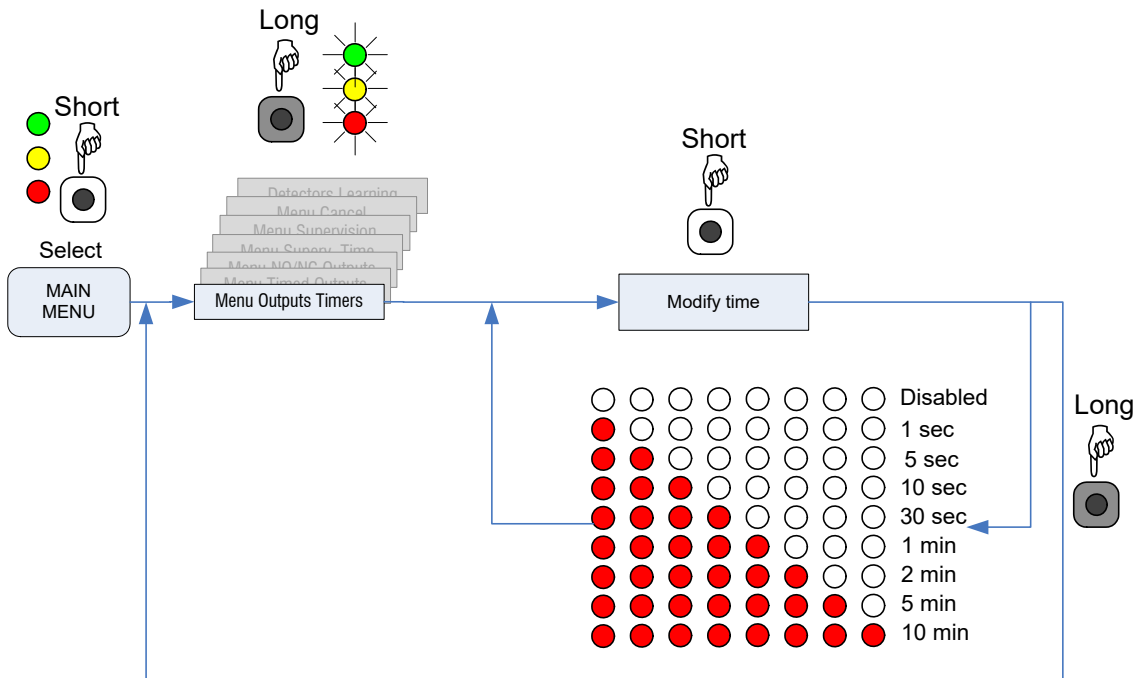 Long
Short
Short
Select
MAIN
MENU
Detectors Learning
Menu Cancel
Menu Supervision
Menu Superv. Time
Menu NO/NC Outputs
Menu Timed Outputs
Menu Outputs Timers
Modify time
Disabled
1 sec
5 sec
10 sec
30 sec
1 min
2 min
5 min
10 min
Long